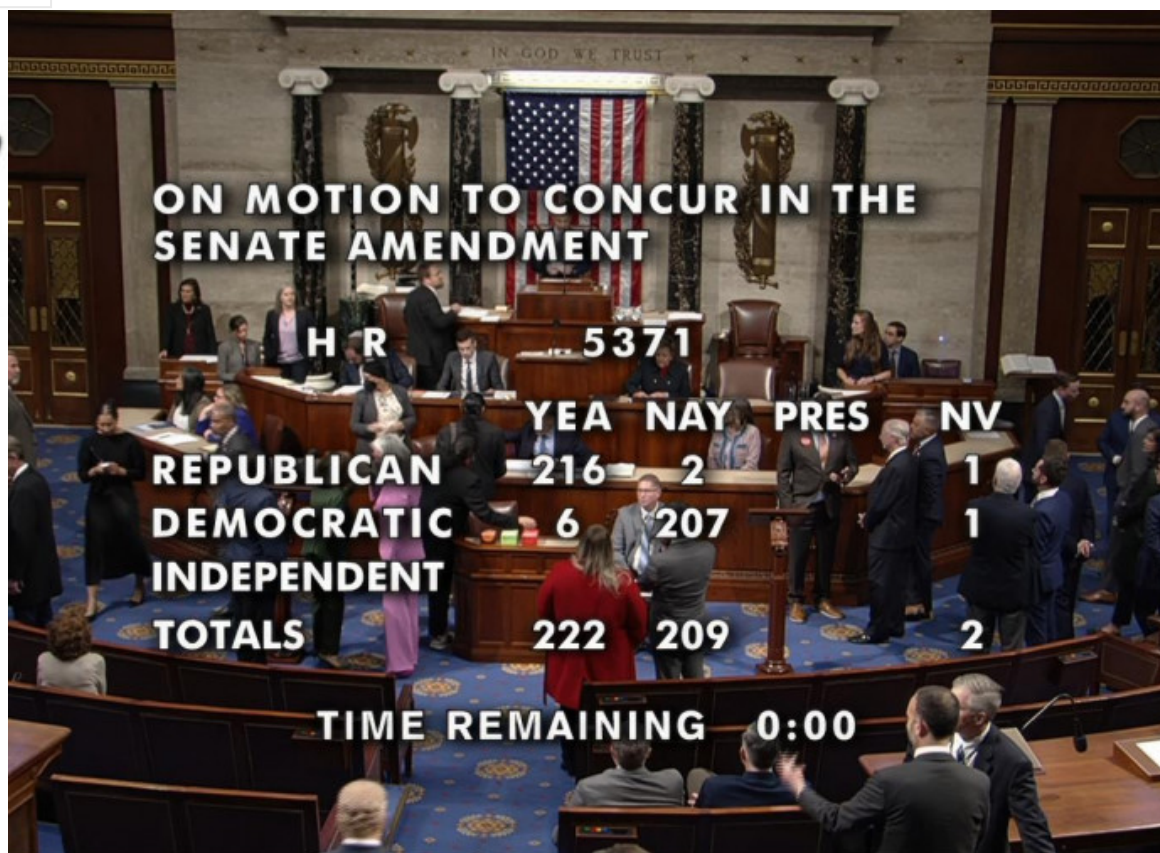 IN GOD WE TRUST
ON MOTION TO CONCUR IN THE
SENATE AMENDMENT
H R 5371
YEA NAY PRES NV
REPUBLICAN 216 2 1
DEMOCRATIC 6 207 1
INDEPENDENT
TOTALS 222 209 2
TIME REMAINING 0:00